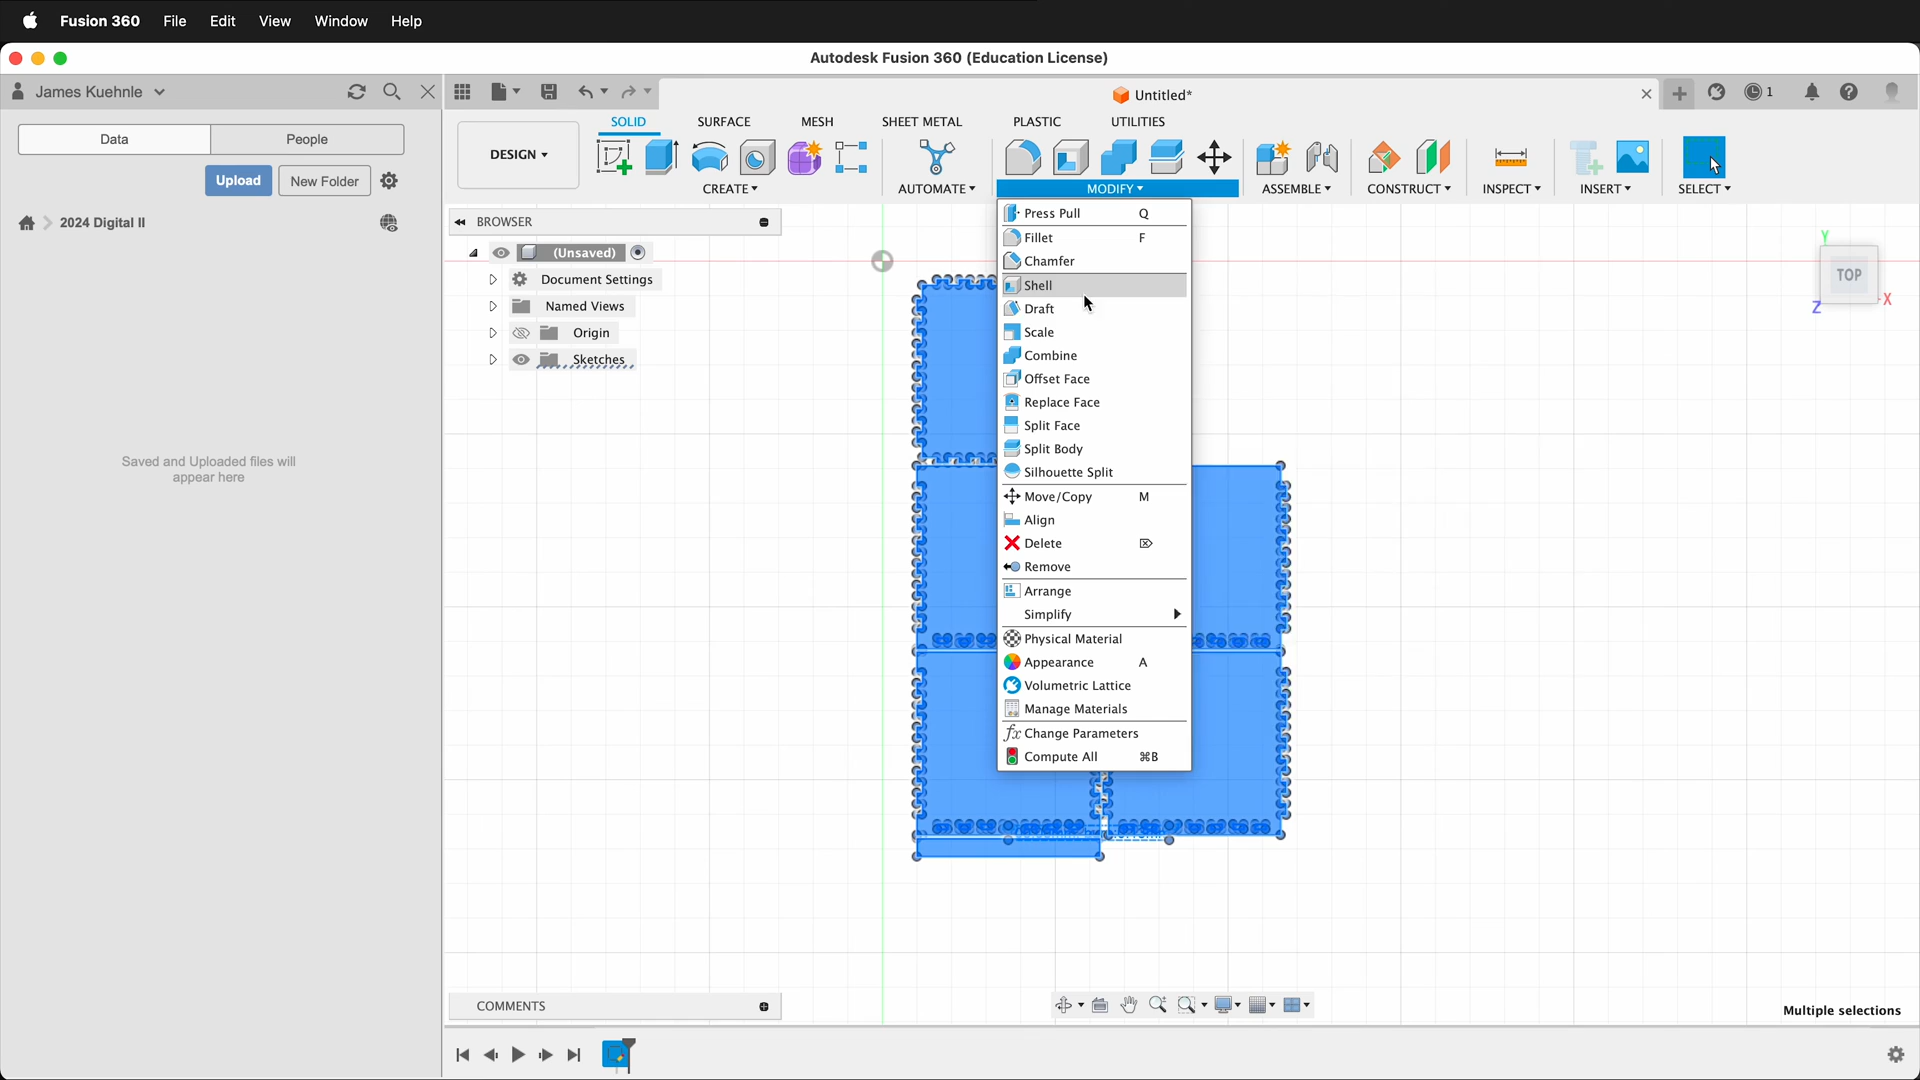 Fusion 360 File Edit View Window Help
Autodesk Fusion 360 (Education License)
James Kuehnle
Untitled*
1
Data People
Upload New Folder
2024 Digital II
Saved and Uploaded files will
appear here
DESIGN
SOLID SURFACE MESH SHEET METAL PLASTIC UTILITIES
CREATE AUTOMATE MODIFY ASSEMBLE CONSTRUCT INSPECT INSERT SELECT
BROWSER
(Unsaved)
Document Settings
Named Views
Origin
Sketches
Press Pull Q
Fillet F
Chamfer
Shell
Draft
Scale
Combine
Offset Face
Replace Face
Split Face
Split Body
Silhouette Split
Move/Copy M
Align
Delete ⌦
Remove
Arrange
Simplify
Physical Material
Appearance A
Volumetric Lattice
Manage Materials
fx Change Parameters
Compute All ⌘B
Y
TOP
X
Z
COMMENTS
Multiple selections